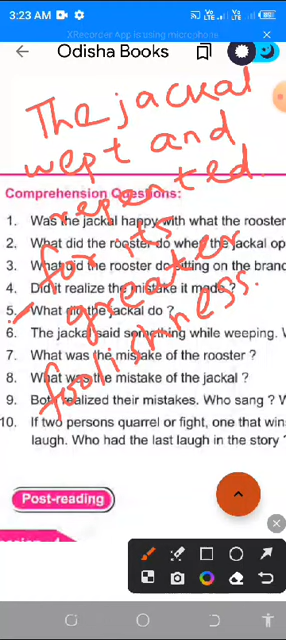 3:23 AM
XRecorder App is using microphone
Odisha Books
The jackal
wept and
repented
for its
greater
foolishness.
Comprehension Questions:
1. Was the jackal happy with what the rooster
2. What did the rooster do when the jackal op
3. What did the rooster do sitting on the bran
4. Did it realize the mistake it made ?
5. What did the jackal do ?
6. The jackal said something while weeping. V
7. What was the mistake of the rooster ?
8. What was the mistake of the jackal ?
9. Both realized their mistakes. Who sang ? W
10. If two persons quarrel or fight, one that win
laugh. Who had the last laugh in the story
Post-reading